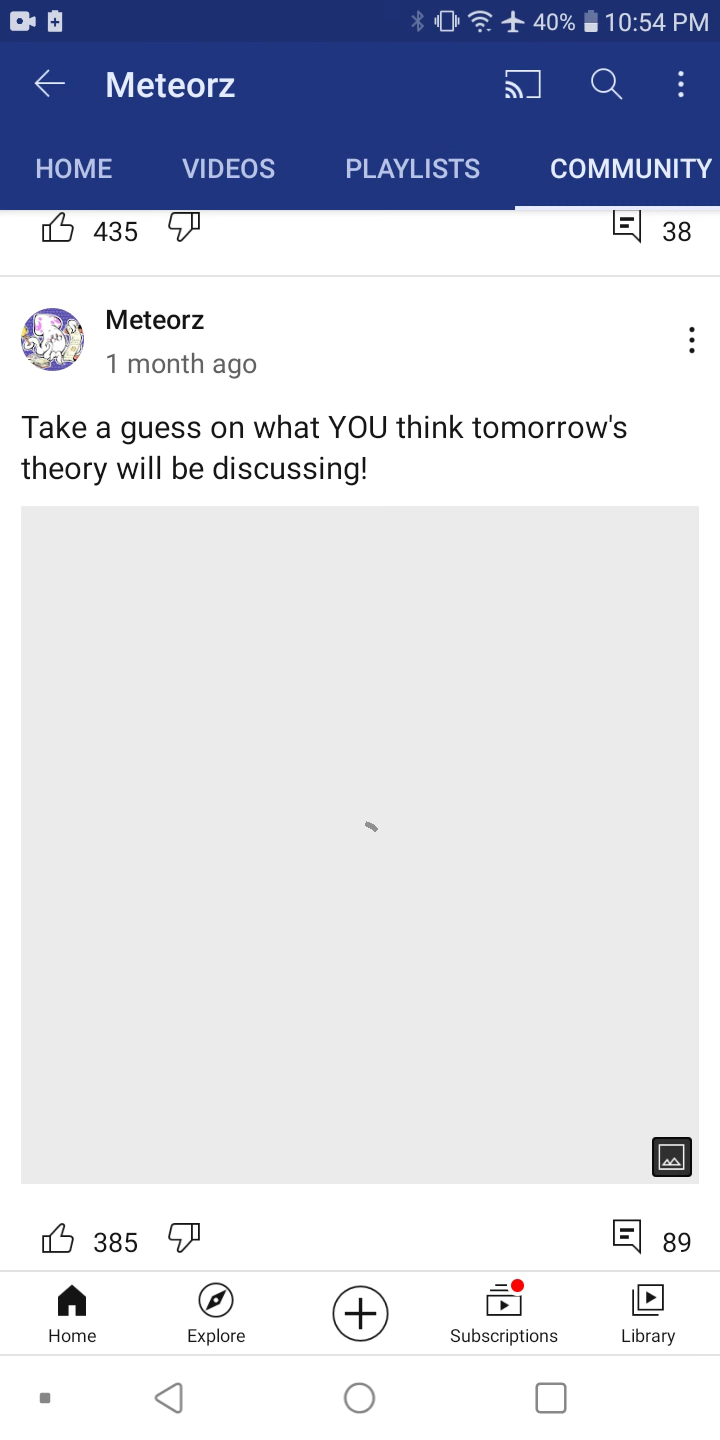 40% 10:54 PM
Meteorz
HOME VIDEOS PLAYLISTS COMMUNITY
435 38
Meteorz
1 month ago
Take a guess on what YOU think tomorrow's
theory will be discussing!
385 89
Home Explore Subscriptions Library